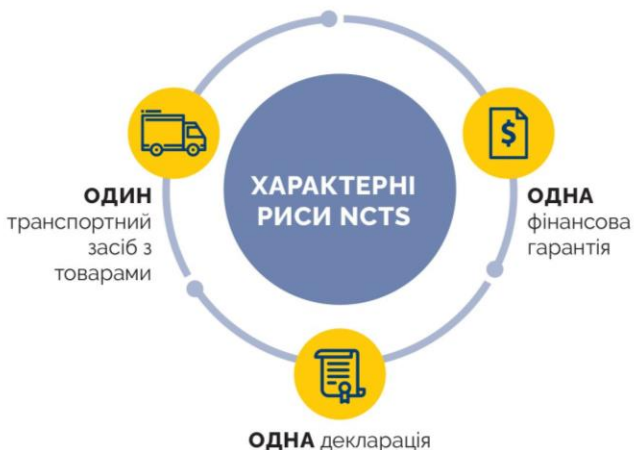 ХАРАКТЕРНІ
РИСИ NCTS
ОДИН
транспортний
засіб з
товарами
$
ОДНА
фінансова
гарантія
ОДНА декларація